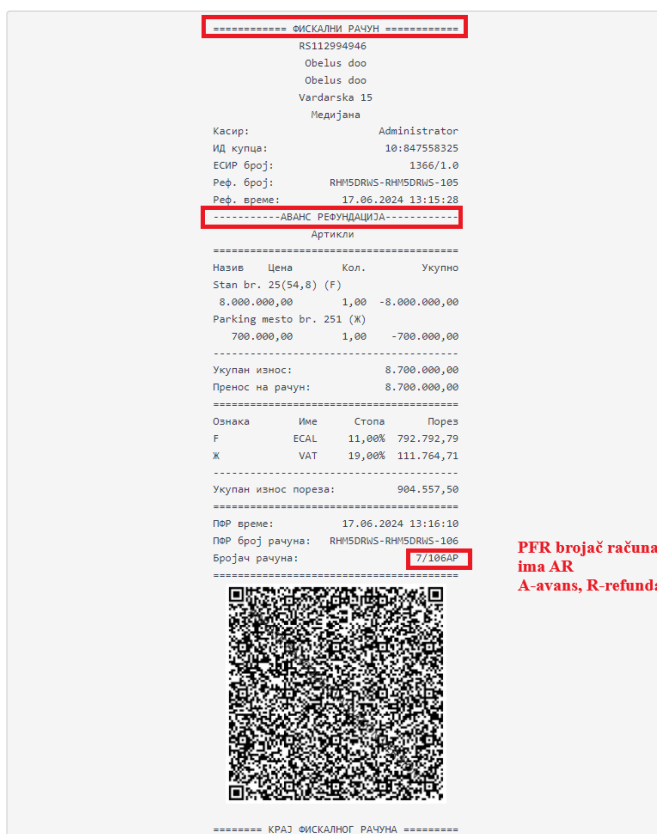 ============ ФИСКАЛНИ РАЧУН ============
RS112994946
Obelus doo
Obelus doo
Vardarska 15
Медијана
Касир: Administrator
ИД купца: 10:847558325
ЕСИР број: 1366/1.0
Реф. број: RHM5DRWS-RHM5DRWS-105
Реф. време: 17.06.2024 13:15:28
-----------АВАНС РЕФУНДАЦИЈА------------
Артикли
========================================
Назив Цена Кол. Укупно
Stan br. 25(54,8) (F)
8.000.000,00 1,00 -8.000.000,00
Parking mesto br. 251 (Ж)
700.000,00 1,00 -700.000,00
----------------------------------------
Укупан износ: 8.700.000,00
Пренос на рачун: 8.700.000,00
========================================
Ознака Име Стопа Порез
F ECAL 11,00% 792.792,79
Ж VAT 19,00% 111.764,71
----------------------------------------
Укупан износ пореза: 904.557,50
========================================
ПФР време: 17.06.2024 13:16:10
ПФР број рачуна: RHM5DRWS-RHM5DRWS-106
Бројач рачуна: 7/106АР
========================================
PFR brojač računa
ima AR
A-avans, R-refunda
======== КРАЈ ФИСКАЛНОГ РАЧУНА =========